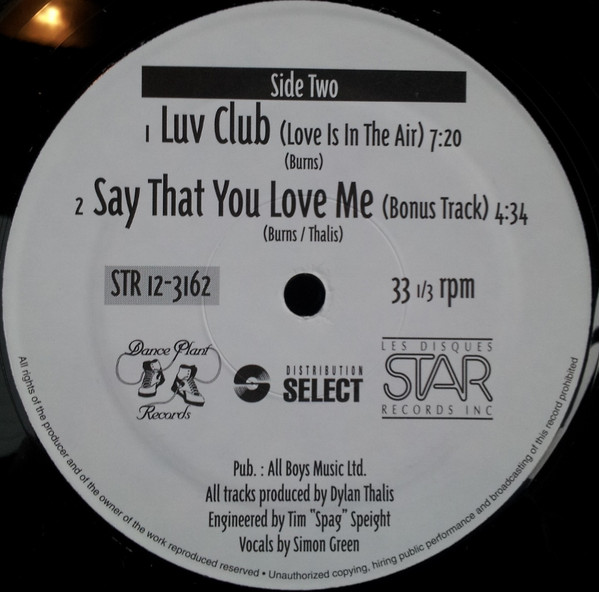 Side Two
1 Luv Club (Love Is In The Air) 7:20
(Burns)
2 Say That You Love Me (Bonus Track) 4:34
(Burns / Thalis)
STR 12-3162
33 1/3 rpm
Dance Plant
Records
DISTRIBUTION
SELECT
LES DISQUES
STAR
RECORDS INC
Pub. : All Boys Music Ltd.
All tracks produced by Dylan Thalis
Engineered by Tim "Spag" Speight
Vocals by Simon Green
All rights of the producer and of the owner of the work reproduced reserved • Unauthorized copying, hiring public performance and broadcasting of this record prohibited